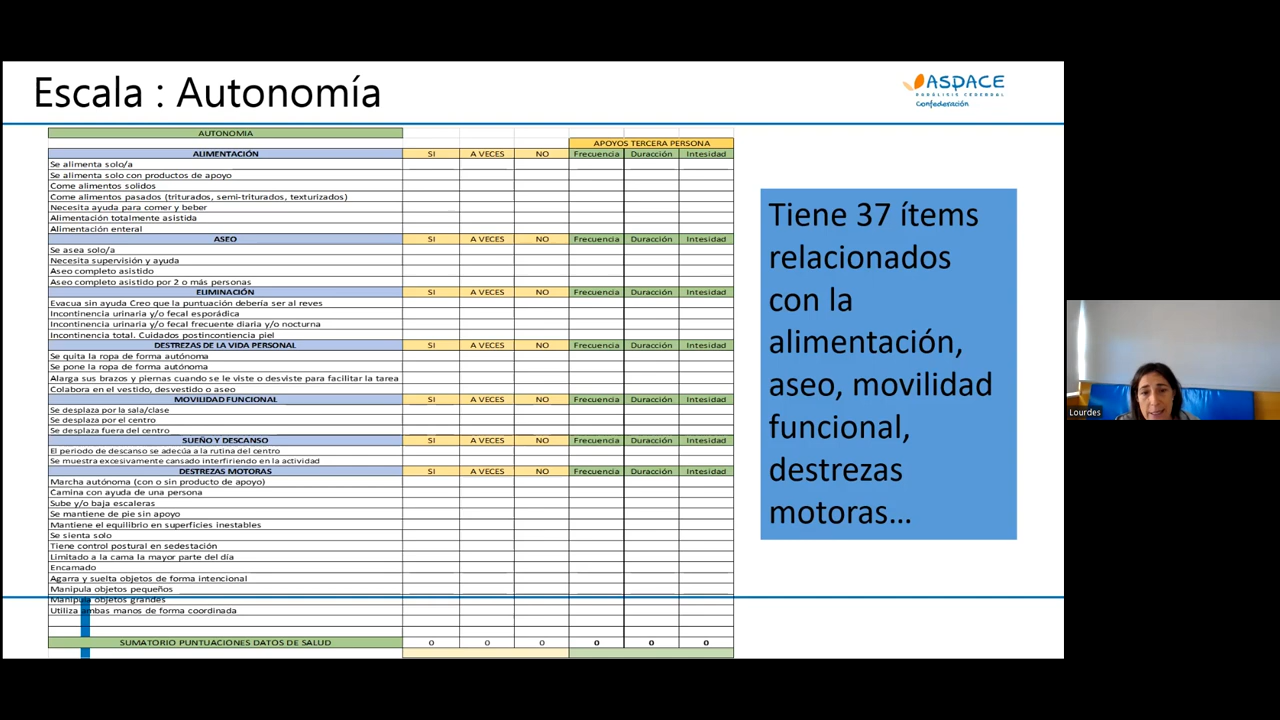 Escala : Autonomía
ASPACE
PARÁLISIS CEREBRAL
Confederación
AUTONOMIA
APOYOS TERCERA PERSONA
ALIMENTACIÓN SI A VECES NO Frecuencia Duracción Intesidad
Se alimenta solo/a
Se alimenta solo con productos de apoyo
Come alimentos solidos
Come alimentos pasados (triturados, semi-triturados, texturizados)
Necesita ayuda para comer y beber
Alimentación totalmente asistida
Alimentación enteral
ASEO SI A VECES NO Frecuencia Duracción Intesidad
Se asea solo/a
Necesita supervisión y ayuda
Aseo completo asistido
Aseo completo asistido por 2 o más personas
ELIMINACIÓN SI A VECES NO Frecuencia Duracción Intesidad
Evacua sin ayuda Creo que la puntuación debería ser al reves
Incontinencia urinaria y/o fecal esporádica
Incontinencia urinaria y/o fecal frecuente diaria y/o nocturna
Incontinencia total. Cuidados postincontiencia piel
DESTREZAS DE LA VIDA PERSONAL SI A VECES NO Frecuencia Duracción Intesidad
Se quita la ropa de forma autónoma
Se pone la ropa de forma autónoma
Alarga sus brazos y piernas cuando se le viste o desviste para facilitar la tarea
Colabora en el vestido, desvestido o aseo
MOVILIDAD FUNCIONAL SI A VECES NO Frecuencia Duracción Intesidad
Se desplaza por la sala/clase
Se desplaza por el centro
Se desplaza fuera del centro
SUEÑO Y DESCANSO SI A VECES NO Frecuencia Duracción Intesidad
El periodo de descanso se adecúa a la rutina del centro
Se muestra excesivamente cansado interfiriendo en la actividad
DESTREZAS MOTORAS SI A VECES NO Frecuencia Duracción Intesidad
Marcha autónoma (con o sin producto de apoyo)
Camina con ayuda de una persona
Sube y/o baja escaleras
Se mantiene de pie sin apoyo
Mantiene el equilibrio en superficies inestables
Se sienta solo
Tiene control postural en sedestación
Limitado a la cama la mayor parte del día
Encamado
Agarra y suelta objetos de forma intencional
Manipula objetos pequeños
Manipula objetos grandes
Utiliza ambas manos de forma coordinada
SUMATORIO PUNTUACIONES DATOS DE SALUD 0 0 0 0 0 0
Tiene 37 ítems
relacionados
con la
alimentación,
aseo, movilidad
funcional,
destrezas
motoras...
Lourdes